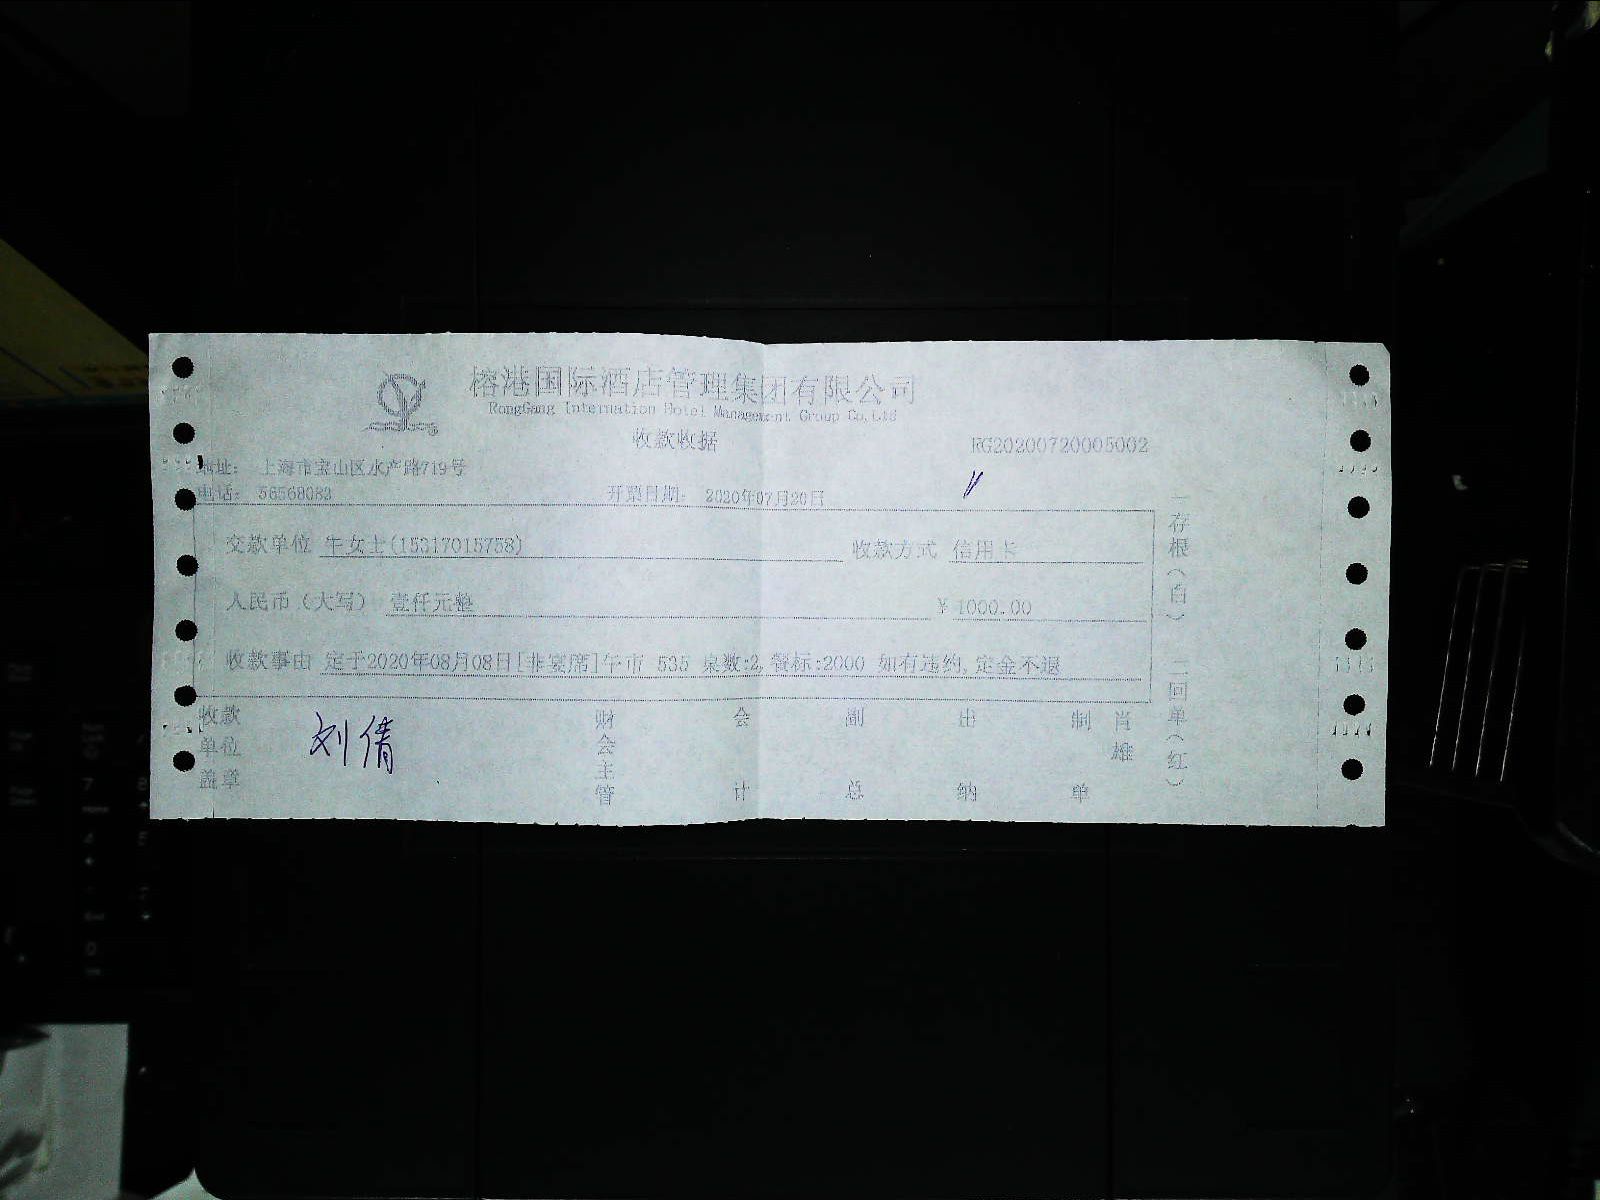 榕港国际酒店管理集团有限公司
RongGang Internation Hotel Management Group Co,Ltd
收款收据
RG20200720005002
地址: 上海市宝山区水产路719号
电话: 56568083 开票日期: 2020年07月20日
交款单位 牛女士(15317015758) 收款方式 信用卡
人民币（大写） 壹仟元整 ¥ 1000.00
收款事由 定于2020年08月08日[非宴席]午市 535 桌数:2,餐标:2000 如有违约,定金不退
收款单位盖章 刘倩 财会主管 会计 副总 出纳 制单 肖雄
一存根（白） 二回单（红）